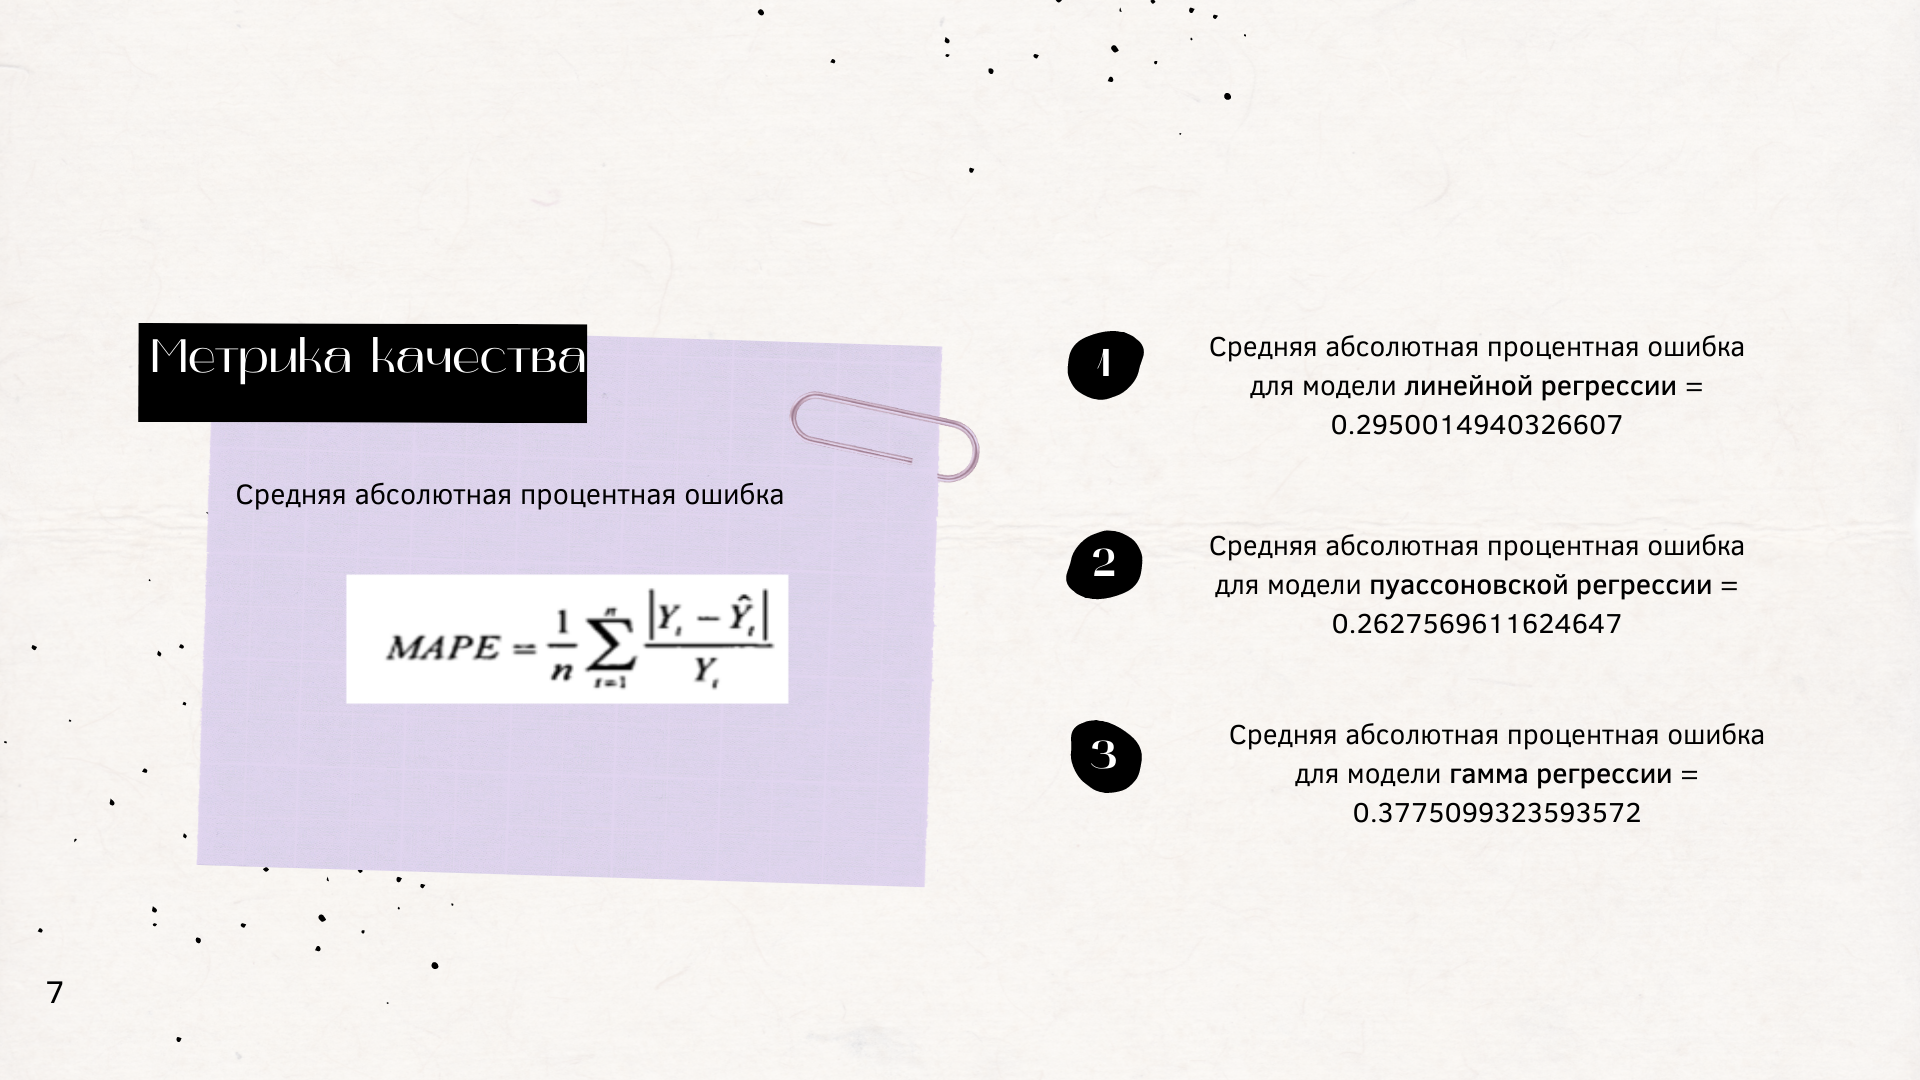 Метрика качества
Средняя абсолютная процентная ошибка
MAPE = \frac{1}{n} \sum_{t=1}^{n} \frac{|Y_t - \hat{Y}_t|}{Y_t}
1
Средняя абсолютная процентная ошибка
для модели линейной регрессии =
0.2950014940326607
2
Средняя абсолютная процентная ошибка
для модели пуассоновской регрессии =
0.2627569611624647
3
Средняя абсолютная процентная ошибка
для модели гамма регрессии =
0.3775099323593572
7